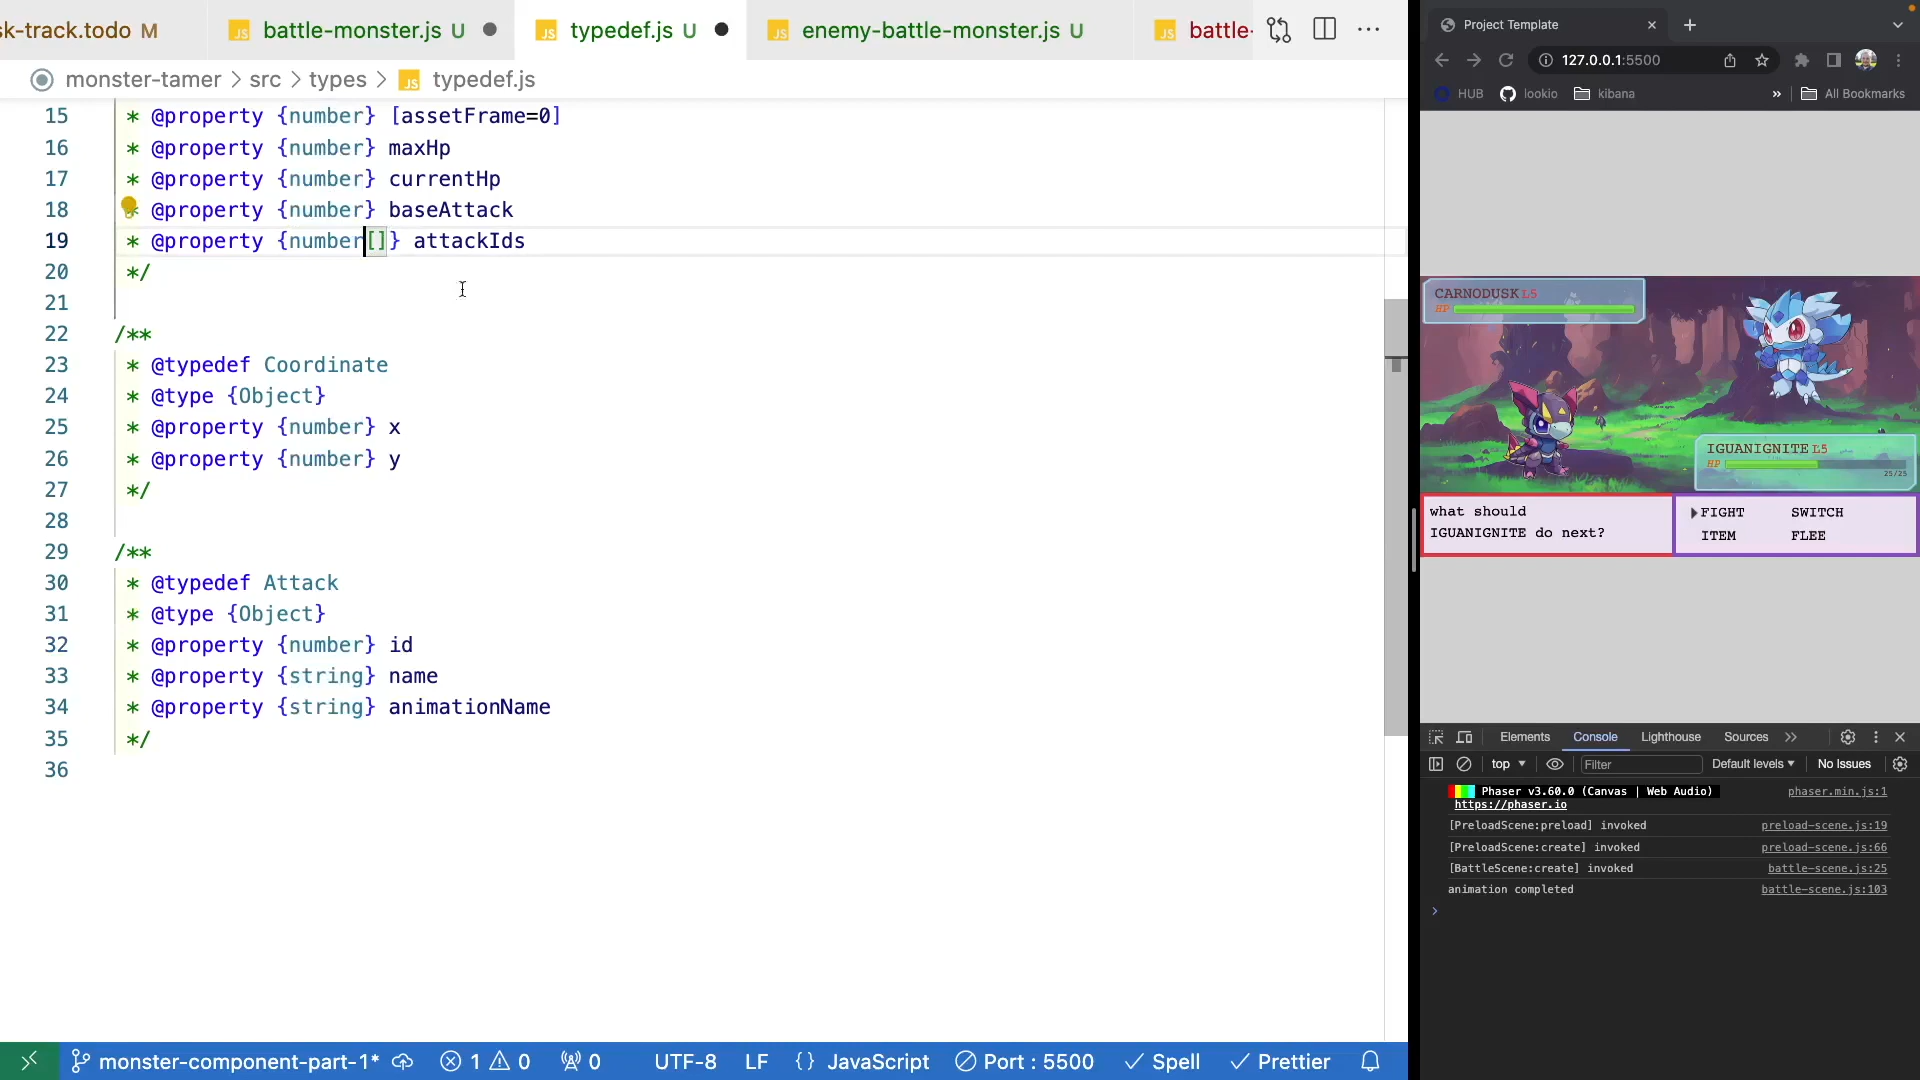 k-track.todo M
battle-monster.js U
typedef.js U
enemy-battle-monster.js U
battle-
monster-tamer > src > types > typedef.js
15 * @property {number} [assetFrame=0]
16 * @property {number} maxHp
17 * @property {number} currentHp
18 * @property {number} baseAttack
19 * @property {number[]} attackIds
20 */
21
22 /**
23 * @typedef Coordinate
24 * @type {Object}
25 * @property {number} x
26 * @property {number} y
27 */
28
29 /**
30 * @typedef Attack
31 * @type {Object}
32 * @property {number} id
33 * @property {string} name
34 * @property {string} animationName
35 */
36
monster-component-part-1* 1 0 0 UTF-8 LF {} JavaScript Port : 5500 Spell Prettier
Project Template
127.0.0.1:5500
HUB lookio kibana » All Bookmarks
CARNODUSK L5
HP
IGUANIGNITE L5
HP
25/25
what should
IGUANIGNITE do next?
FIGHT SWITCH
ITEM FLEE
Elements Console Lighthouse Sources
top Filter Default levels No Issues
Phaser v3.60.0 (Canvas | Web Audio) phaser.min.js:1
https://phaser.io
[PreloadScene:preload] invoked preload-scene.js:19
[PreloadScene:create] invoked preload-scene.js:66
[BattleScene:create] invoked battle-scene.js:25
animation completed battle-scene.js:103